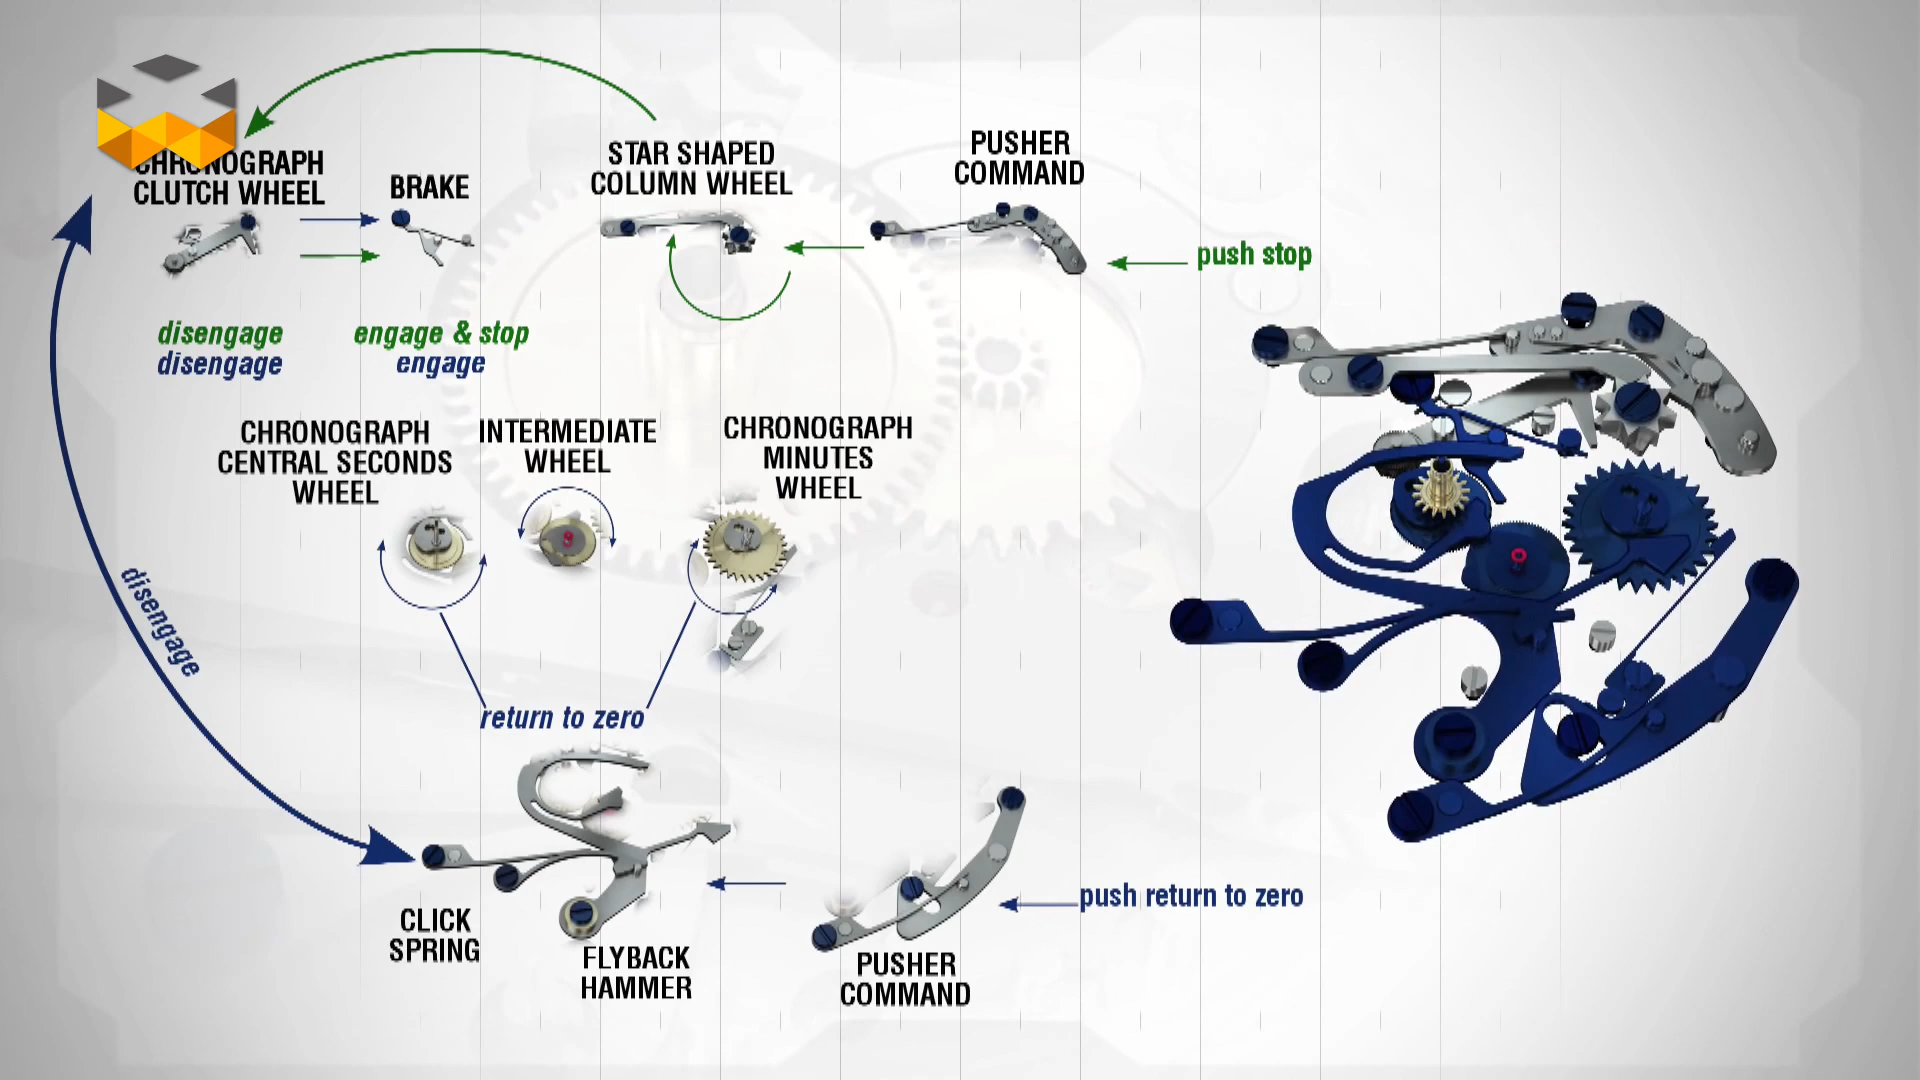 CHRONOGRAPH
CLUTCH WHEEL
BRAKE
STAR SHAPED
COLUMN WHEEL
PUSHER
COMMAND
push stop
disengage
disengage
engage & stop
engage
CHRONOGRAPH
CENTRAL SECONDS
WHEEL
INTERMEDIATE
WHEEL
CHRONOGRAPH
MINUTES
WHEEL
disengage
return to zero
CLICK
SPRING
FLYBACK
HAMMER
PUSHER
COMMAND
push return to zero